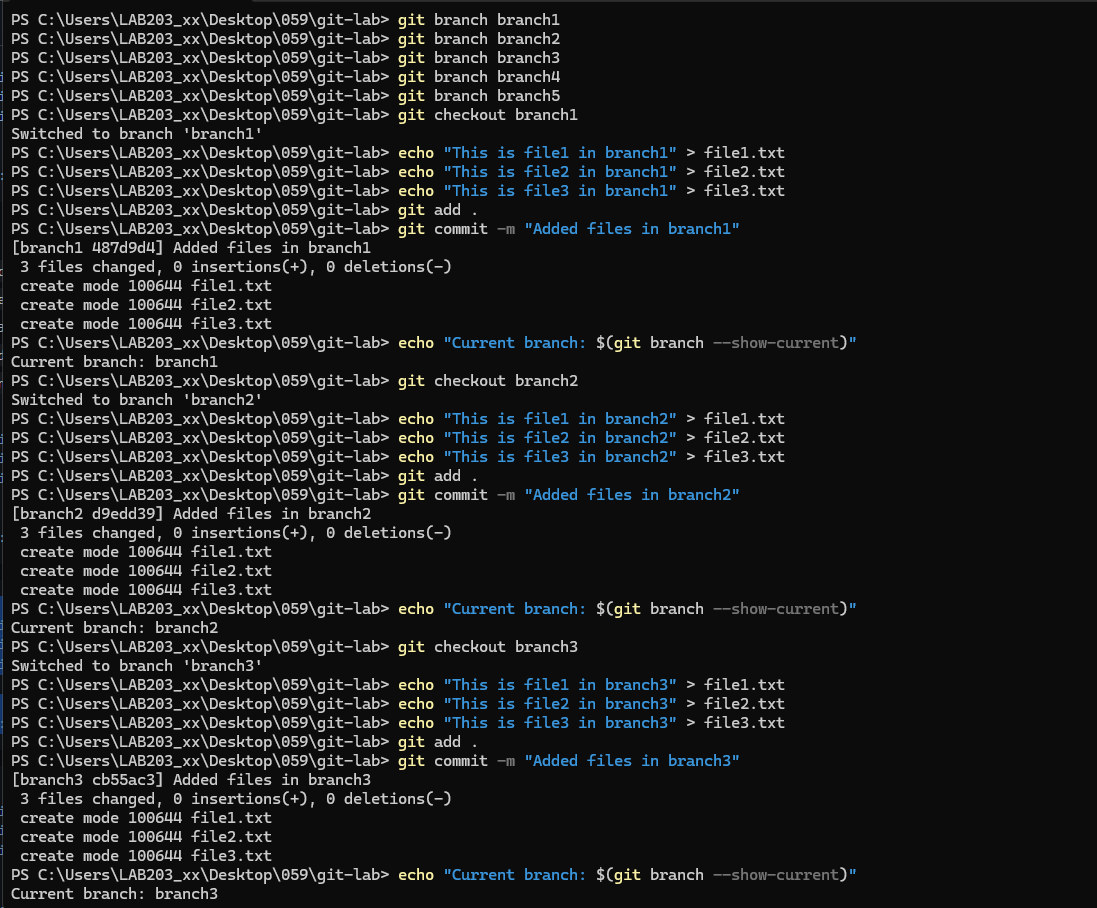 PS C:\Users\LAB203_xx\Desktop\059\git-lab> git branch branch1
PS C:\Users\LAB203_xx\Desktop\059\git-lab> git branch branch2
PS C:\Users\LAB203_xx\Desktop\059\git-lab> git branch branch3
PS C:\Users\LAB203_xx\Desktop\059\git-lab> git branch branch4
PS C:\Users\LAB203_xx\Desktop\059\git-lab> git branch branch5
PS C:\Users\LAB203_xx\Desktop\059\git-lab> git checkout branch1
Switched to branch 'branch1'
PS C:\Users\LAB203_xx\Desktop\059\git-lab> echo "This is file1 in branch1" > file1.txt
PS C:\Users\LAB203_xx\Desktop\059\git-lab> echo "This is file2 in branch1" > file2.txt
PS C:\Users\LAB203_xx\Desktop\059\git-lab> echo "This is file3 in branch1" > file3.txt
PS C:\Users\LAB203_xx\Desktop\059\git-lab> git add .
PS C:\Users\LAB203_xx\Desktop\059\git-lab> git commit -m "Added files in branch1"
[branch1 487d9d4] Added files in branch1
 3 files changed, 0 insertions(+), 0 deletions(-)
 create mode 100644 file1.txt
 create mode 100644 file2.txt
 create mode 100644 file3.txt
PS C:\Users\LAB203_xx\Desktop\059\git-lab> echo "Current branch: $(git branch --show-current)"
Current branch: branch1
PS C:\Users\LAB203_xx\Desktop\059\git-lab> git checkout branch2
Switched to branch 'branch2'
PS C:\Users\LAB203_xx\Desktop\059\git-lab> echo "This is file1 in branch2" > file1.txt
PS C:\Users\LAB203_xx\Desktop\059\git-lab> echo "This is file2 in branch2" > file2.txt
PS C:\Users\LAB203_xx\Desktop\059\git-lab> echo "This is file3 in branch2" > file3.txt
PS C:\Users\LAB203_xx\Desktop\059\git-lab> git add .
PS C:\Users\LAB203_xx\Desktop\059\git-lab> git commit -m "Added files in branch2"
[branch2 d9edd39] Added files in branch2
 3 files changed, 0 insertions(+), 0 deletions(-)
 create mode 100644 file1.txt
 create mode 100644 file2.txt
 create mode 100644 file3.txt
PS C:\Users\LAB203_xx\Desktop\059\git-lab> echo "Current branch: $(git branch --show-current)"
Current branch: branch2
PS C:\Users\LAB203_xx\Desktop\059\git-lab> git checkout branch3
Switched to branch 'branch3'
PS C:\Users\LAB203_xx\Desktop\059\git-lab> echo "This is file1 in branch3" > file1.txt
PS C:\Users\LAB203_xx\Desktop\059\git-lab> echo "This is file2 in branch3" > file2.txt
PS C:\Users\LAB203_xx\Desktop\059\git-lab> echo "This is file3 in branch3" > file3.txt
PS C:\Users\LAB203_xx\Desktop\059\git-lab> git add .
PS C:\Users\LAB203_xx\Desktop\059\git-lab> git commit -m "Added files in branch3"
[branch3 cb55ac3] Added files in branch3
 3 files changed, 0 insertions(+), 0 deletions(-)
 create mode 100644 file1.txt
 create mode 100644 file2.txt
 create mode 100644 file3.txt
PS C:\Users\LAB203_xx\Desktop\059\git-lab> echo "Current branch: $(git branch --show-current)"
Current branch: branch3